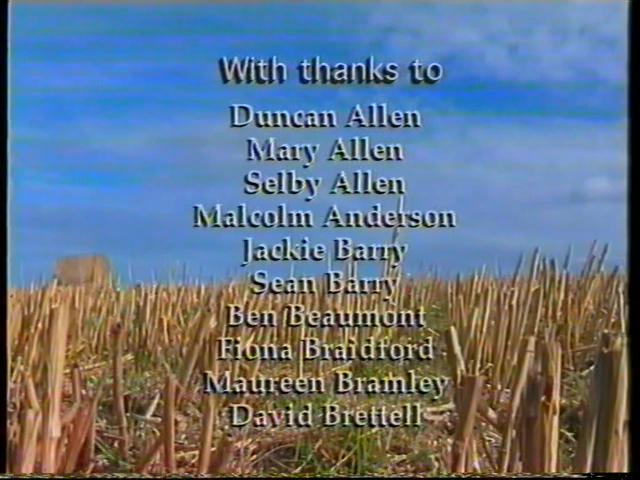 With thanks to
Duncan Allen
Mary Allen
Selby Allen
Malcolm Anderson
Jackie Barry
Sean Barry
Ben Beaumont
Fiona Braidford
Maureen Bramley
David Brettell